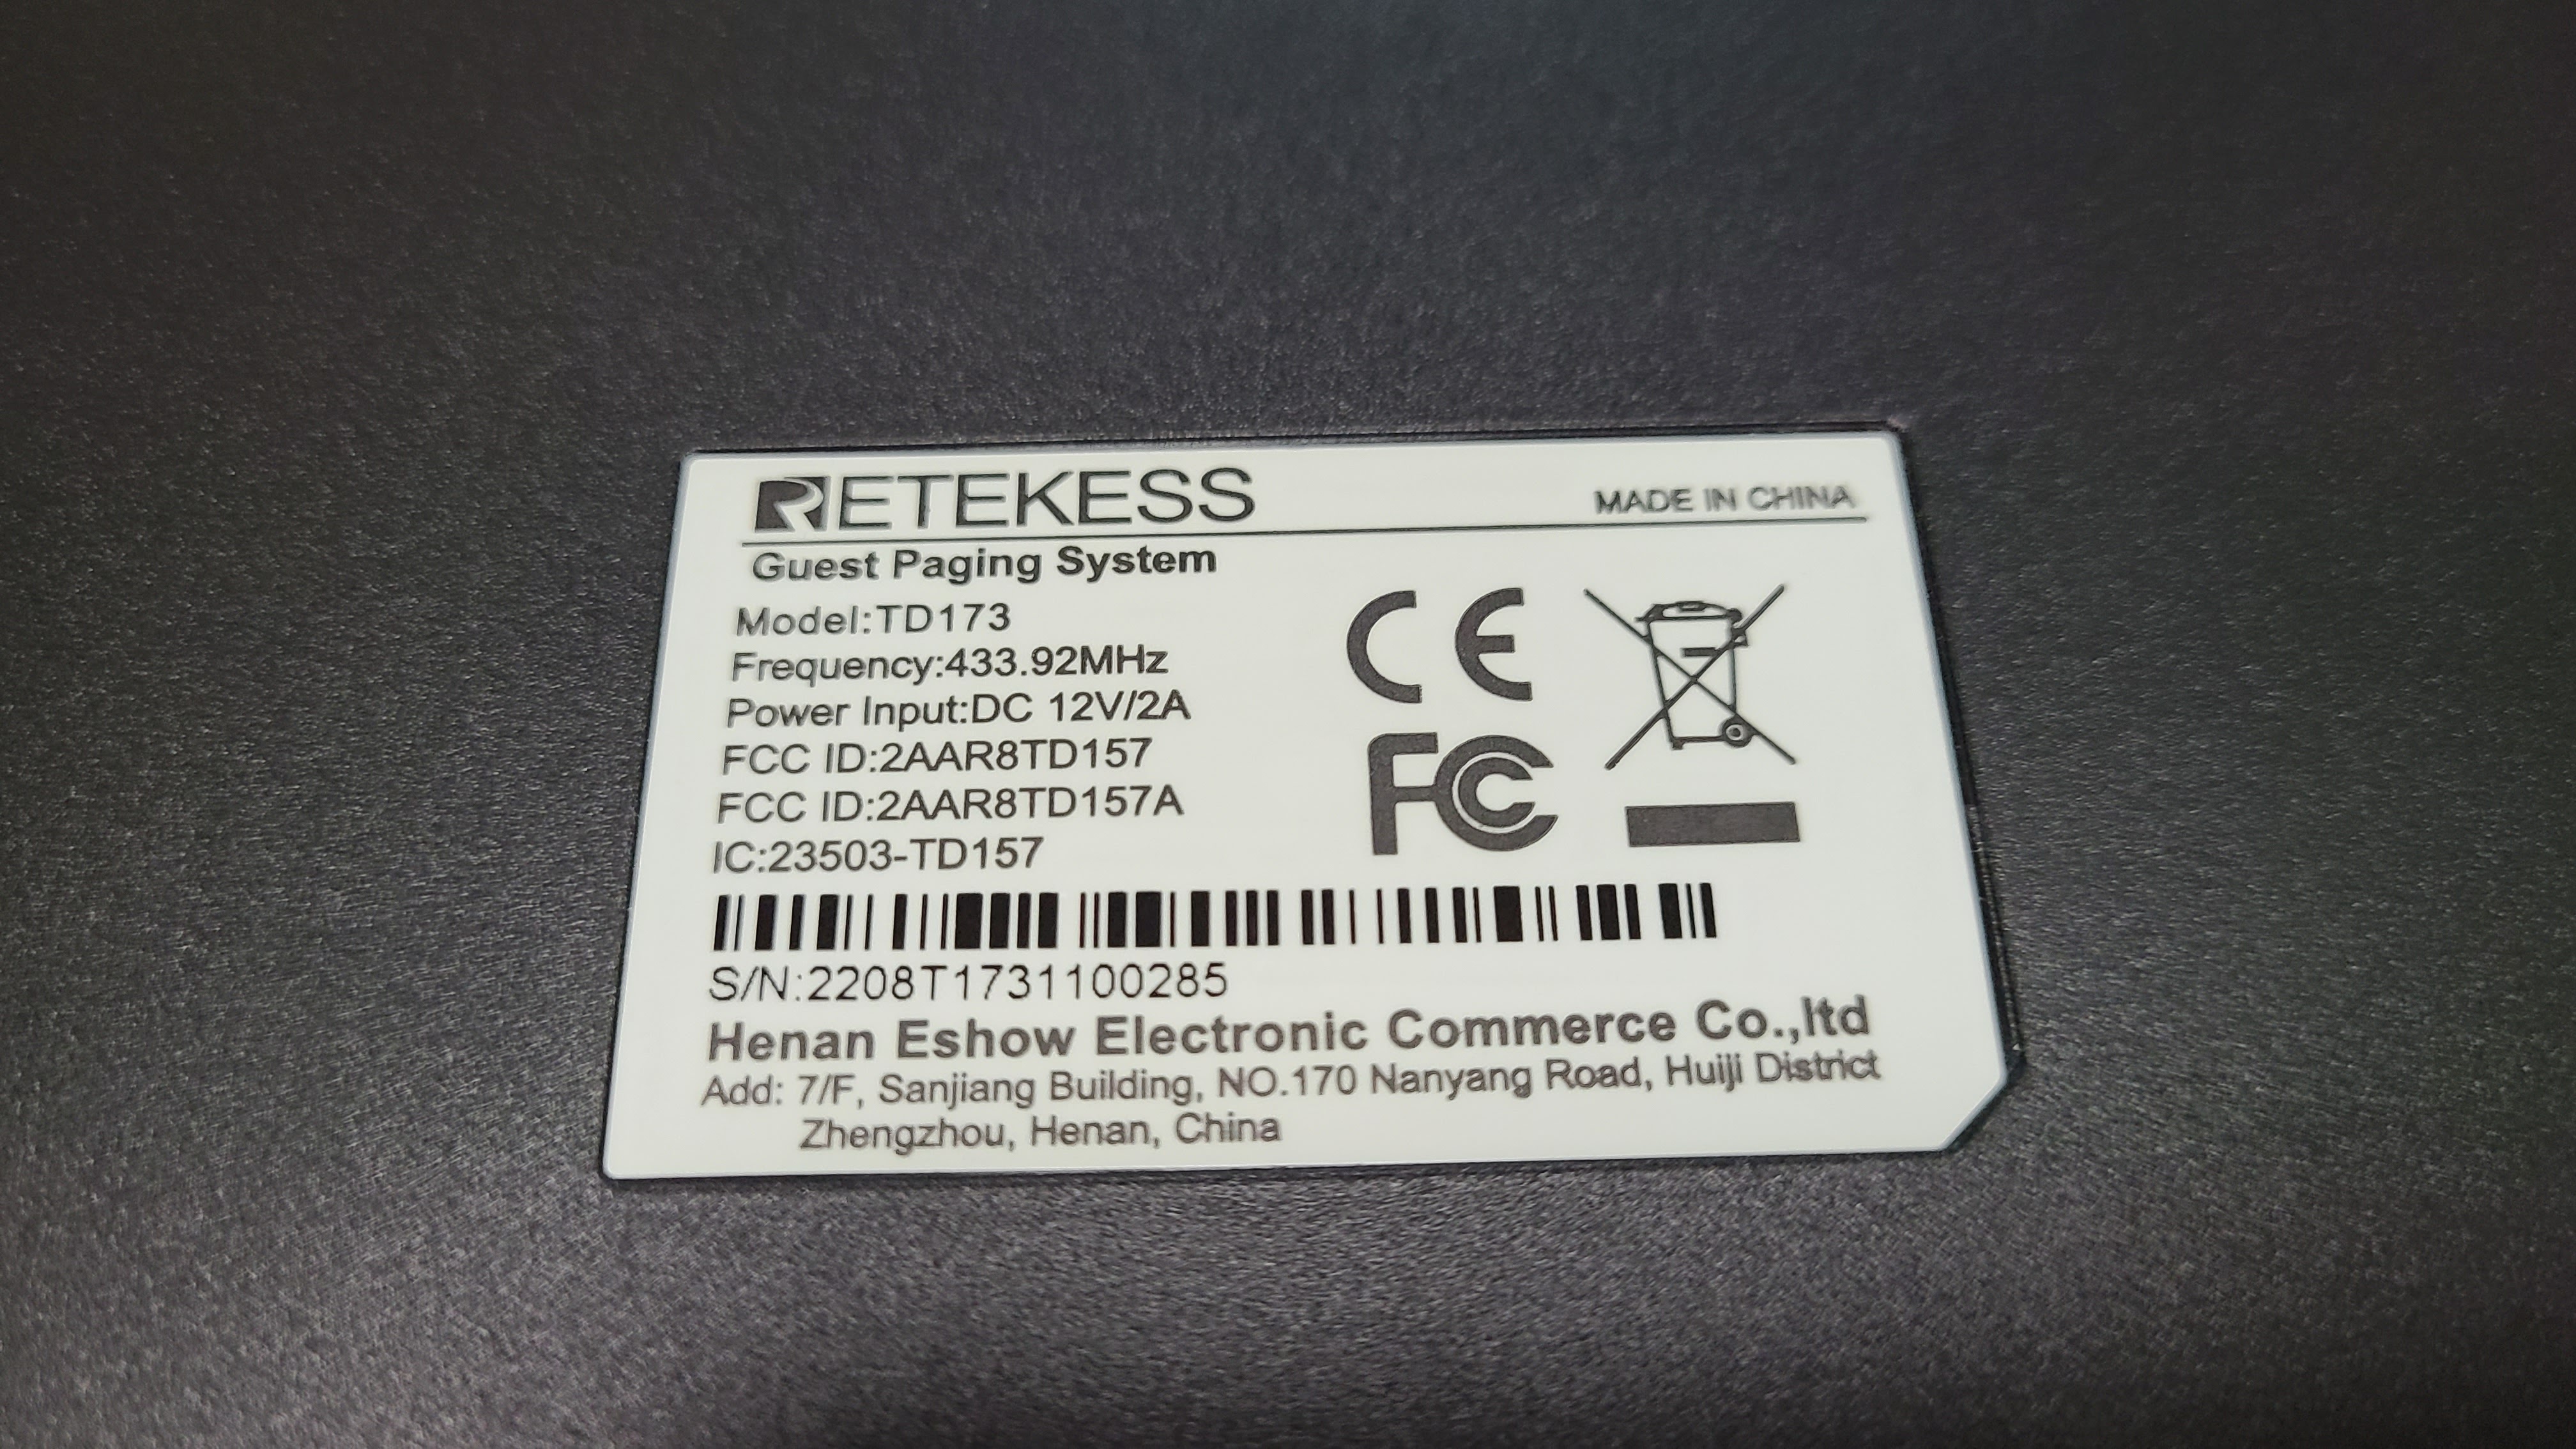 RETEKESS
MADE IN CHINA
Guest Paging System
Model:TD173
Frequency:433.92MHz
Power Input:DC 12V/2A
FCC ID:2AAR8TD157
FCC ID:2AAR8TD157A
IC:23503-TD157
CE
FC
S/N:2208T1731100285
Henan Eshow Electronic Commerce Co.,ltd
Add: 7/F, Sanjiang Building, NO.170 Nanyang Road, Huiji District
Zhengzhou, Henan, China